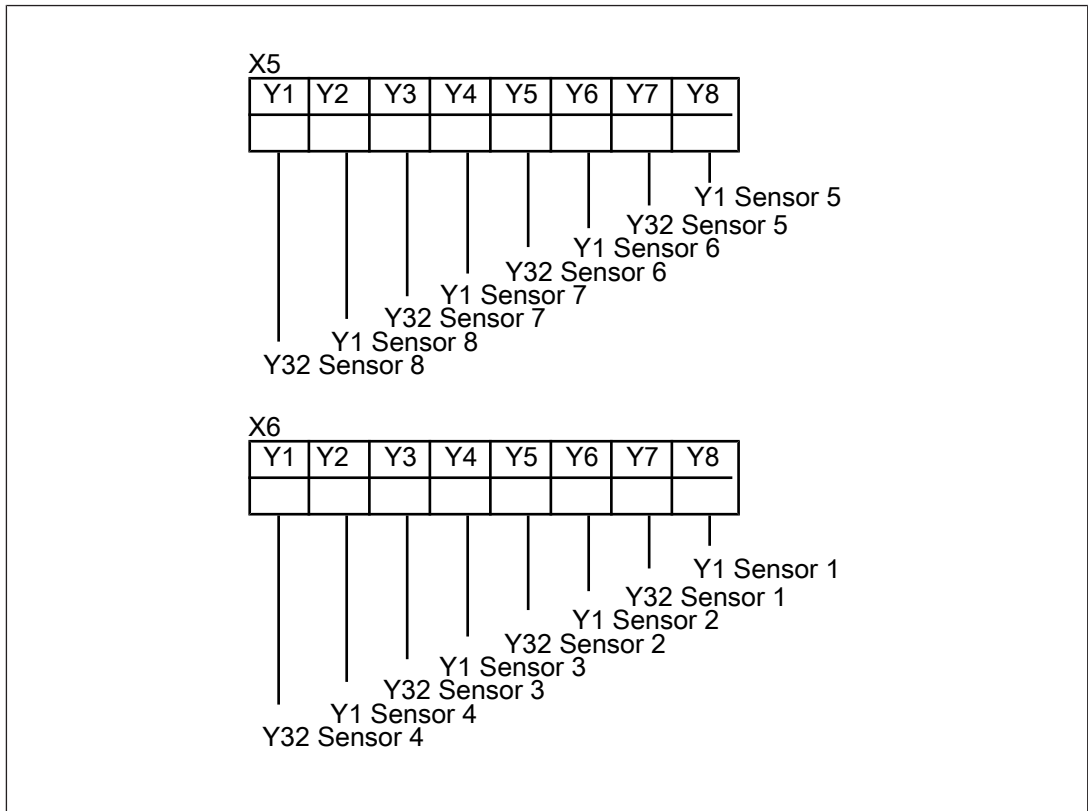 X5
Y1 Y2 Y3 Y4 Y5 Y6 Y7 Y8
Y1 Sensor 5
Y32 Sensor 5
Y1 Sensor 6
Y32 Sensor 6
Y1 Sensor 7
Y32 Sensor 7
Y1 Sensor 8
Y32 Sensor 8
X6
Y1 Y2 Y3 Y4 Y5 Y6 Y7 Y8
Y1 Sensor 1
Y32 Sensor 1
Y1 Sensor 2
Y32 Sensor 2
Y1 Sensor 3
Y32 Sensor 3
Y1 Sensor 4
Y32 Sensor 4